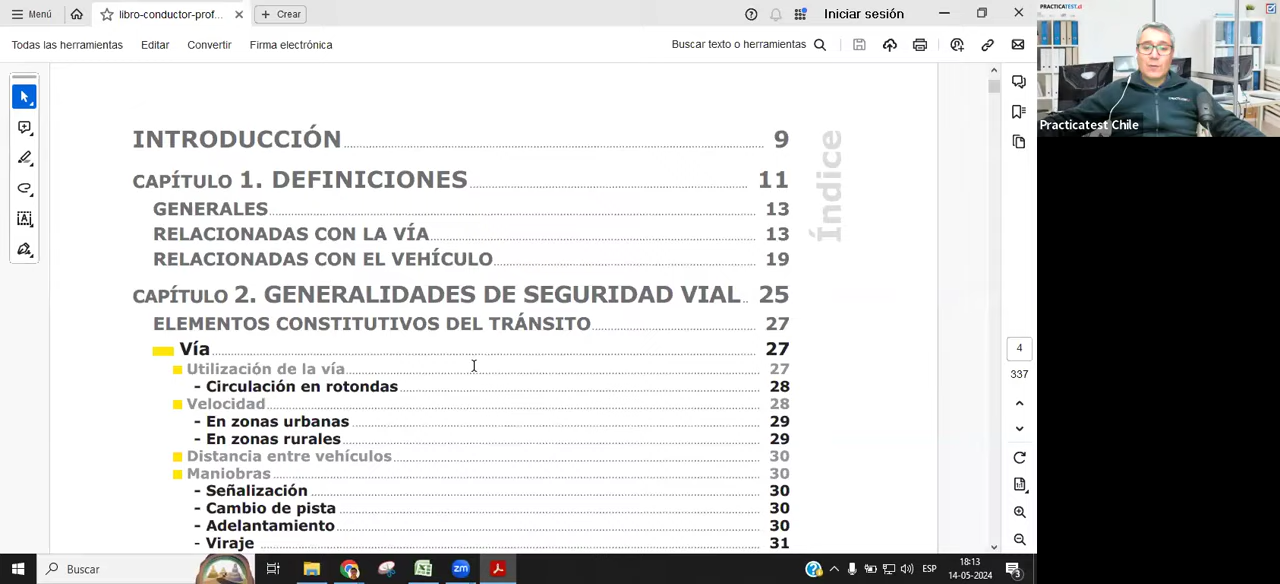 Menú
libro-conductor-prof...
Crear
Iniciar sesión
Todas las herramientas
Editar
Convertir
Firma electrónica
Buscar texto o herramientas
PRACTICATEST.cl
Practicatest Chile
Índice
INTRODUCCIÓN 9
CAPÍTULO 1. DEFINICIONES 11
GENERALES 13
RELACIONADAS CON LA VÍA 13
RELACIONADAS CON EL VEHÍCULO 19
CAPÍTULO 2. GENERALIDADES DE SEGURIDAD VIAL 25
ELEMENTOS CONSTITUTIVOS DEL TRÁNSITO 27
Vía 27
Utilización de la vía 27
- Circulación en rotondas 28
Velocidad 28
- En zonas urbanas 29
- En zonas rurales 29
Distancia entre vehículos 30
Maniobras 30
- Señalización 30
- Cambio de pista 30
- Adelantamiento 30
- Viraje 31
4
337
Buscar
zm
ESP
18:13
14-05-2024
3